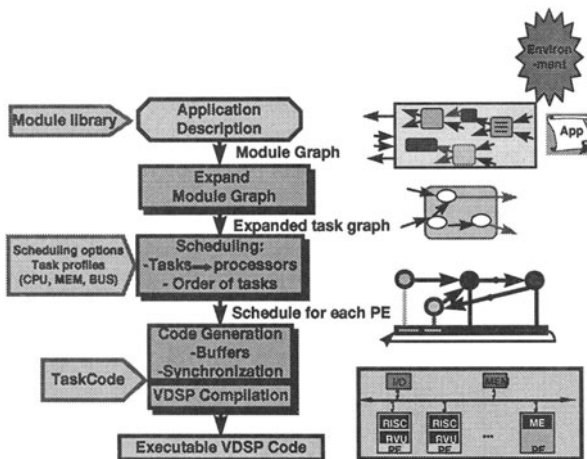 Environ
-ment
Module library
Application
Description
App
Module Graph
Expand
Module Graph
Expanded task graph
Scheduling options
Task profiles
(CPU, MEM, BUS)
Scheduling:
-Tasks→processors
- Order of tasks
Schedule for each PE
Code Generation
-Buffers
-Synchronization
TaskCode
VDSP Compilation
Executable VDSP Code
I/O
MEM
RISC
RVU
PE
RISC
RVU
PE
...
ME
PE